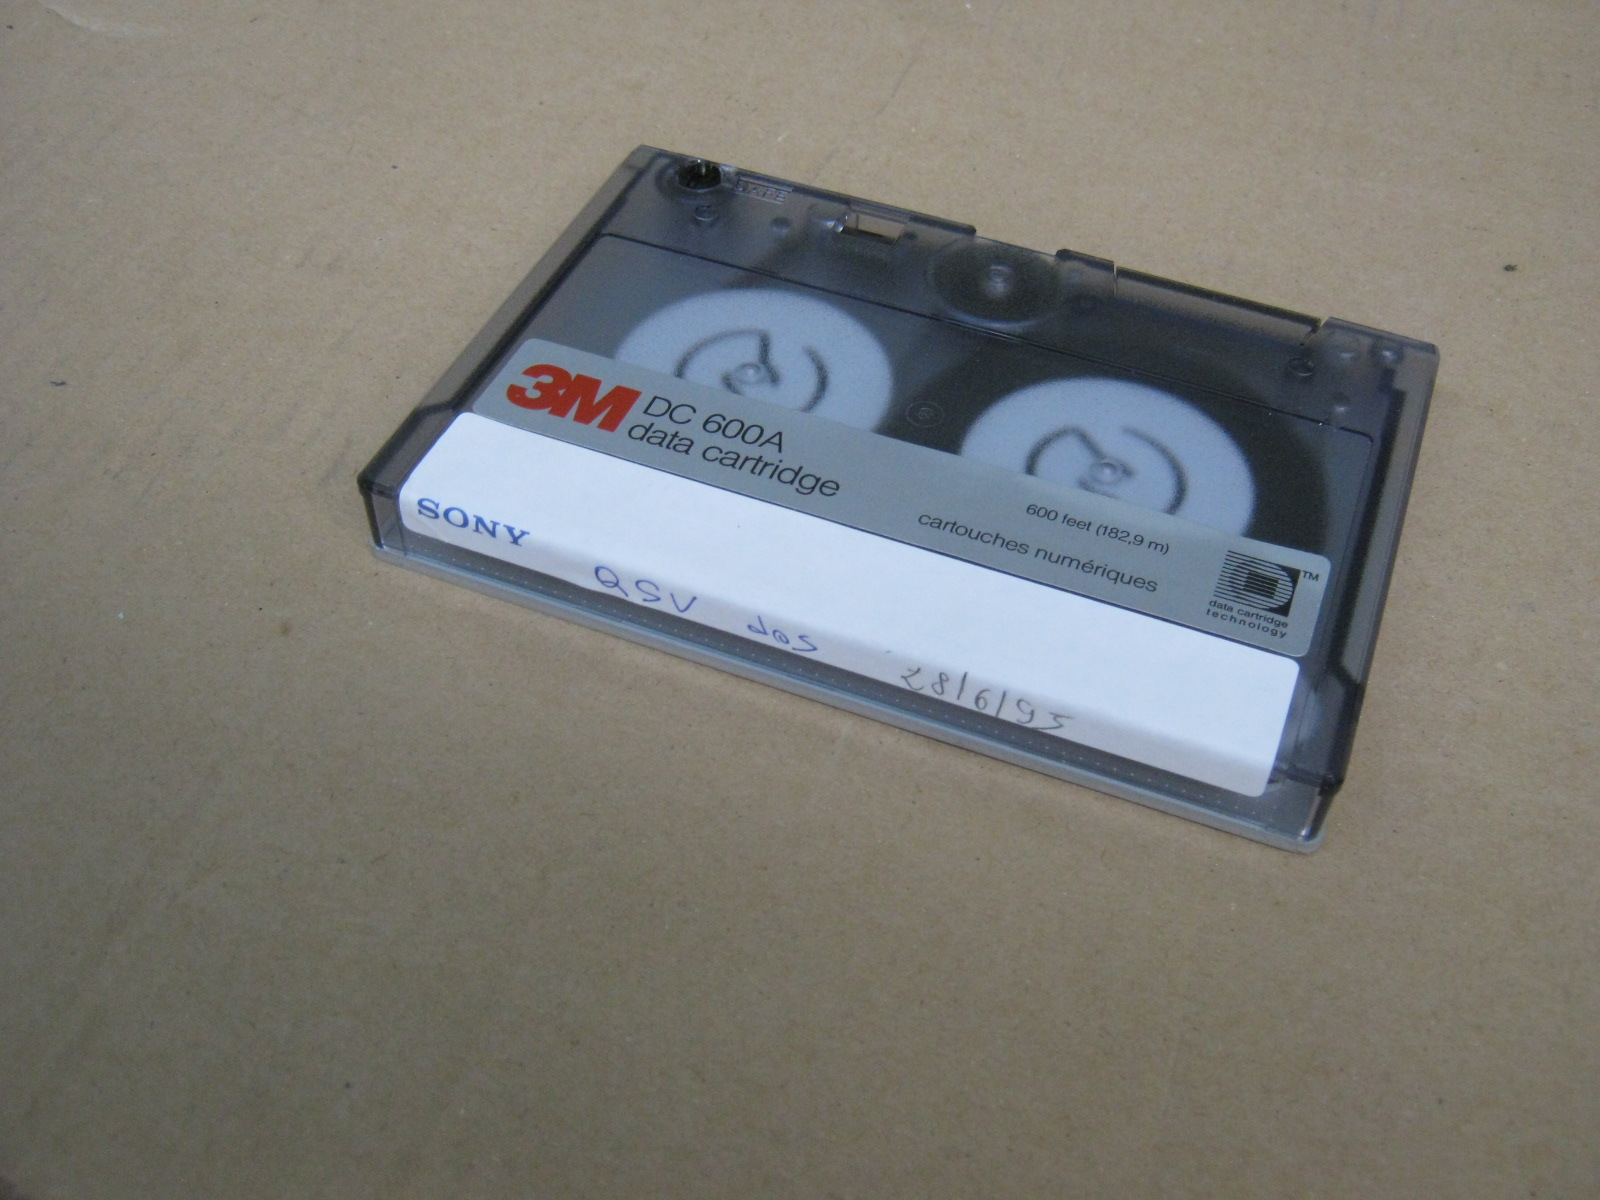 3M
DC 600A
data cartridge
600 feet (182,9 m)
cartouches numériques
TM
data cartridge
technology
SONY
QSV dos 28/6/95